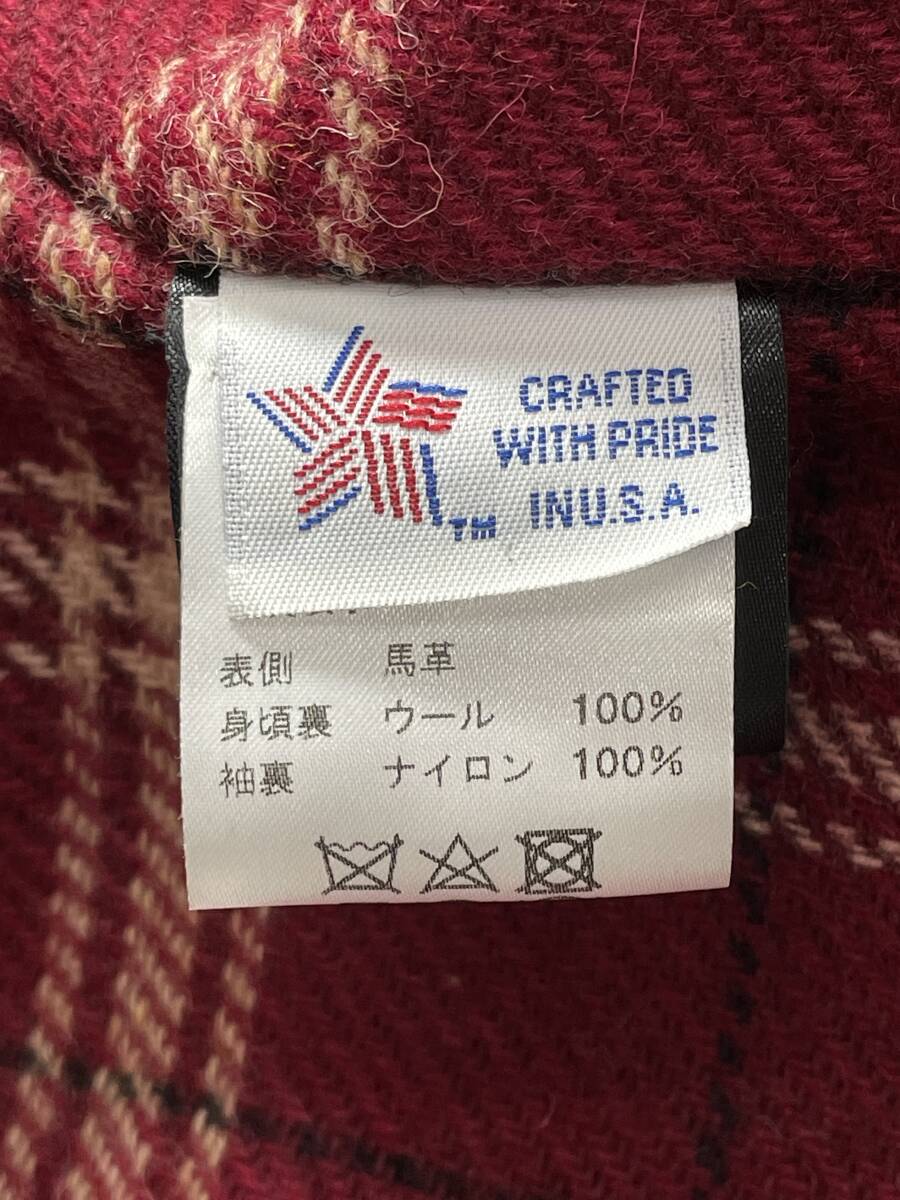 CRAFTED
WITH PRIDE
IN U.S.A.
TM
表側 馬革
身頃裏 ウール 100%
袖裏 ナイロン 100%